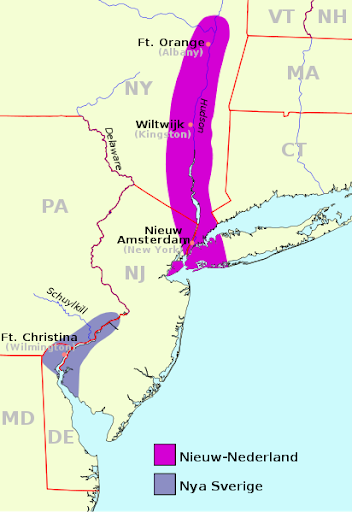 VT
NH
Ft. Orange
(Albany)
MA
NY
Hudson
Wiltwijk
(Kingston)
Delaware
CT
PA
Nieuw
Amsterdam
(New York)
NJ
Schuylkill
Ft. Christina
(Wilmington)
MD
DE
Nieuw-Nederland
Nya Sverige